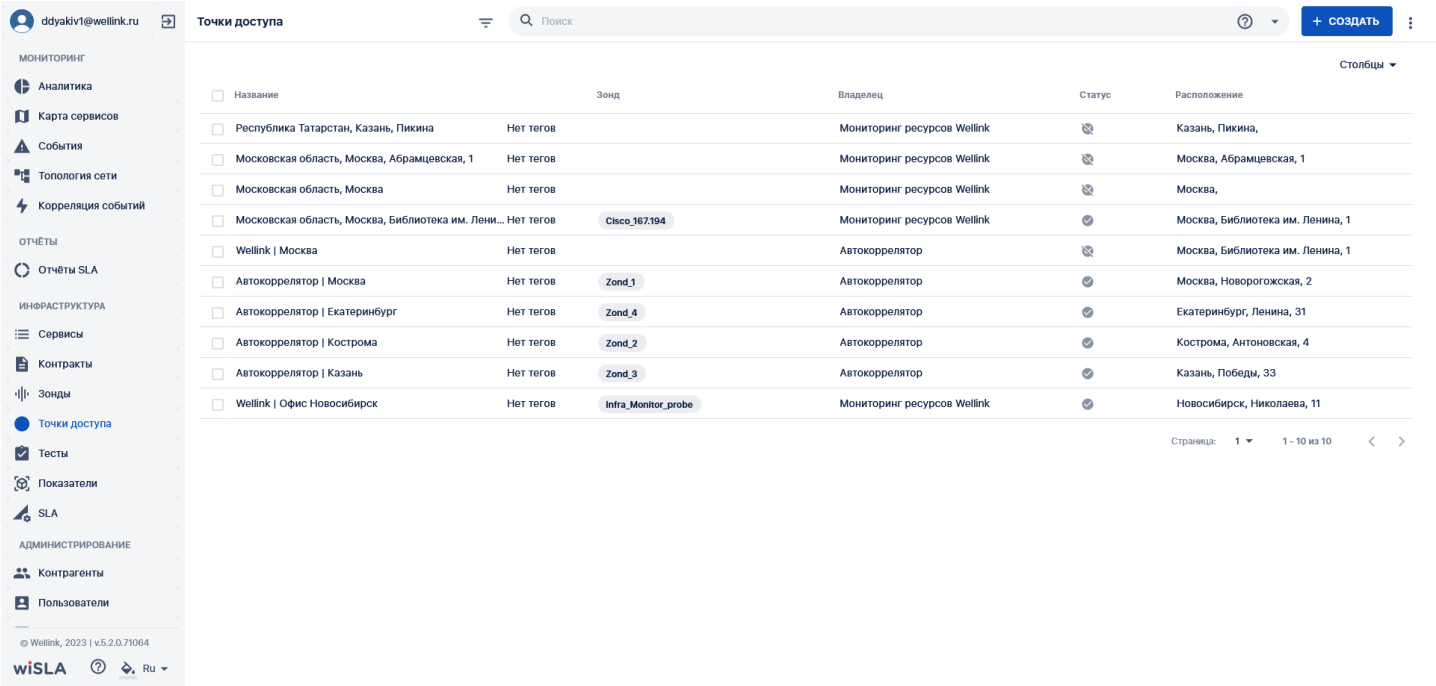 ddyakiv1@wellink.ru
Точки доступа
Поиск
+ СОЗДАТЬ
МОНИТОРИНГ
Аналитика
Карта сервисов
События
Топология сети
Корреляция событий
ОТЧЁТЫ
Отчёты SLA
ИНФРАСТРУКТУРА
Сервисы
Контракты
Зонды
Точки доступа
Тесты
Показатели
SLA
АДМИНИСТРИРОВАНИЕ
Контрагенты
Пользователи
© Wellink, 2023 | v.5.2.0.71064
wiSLA Ru
Столбцы
Название Зонд Владелец Статус Расположение
Республика Татарстан, Казань, Пикина Нет тегов Мониторинг ресурсов Wellink Казань, Пикина,
Московская область, Москва, Абрамцевская, 1 Нет тегов Мониторинг ресурсов Wellink Москва, Абрамцевская, 1
Московская область, Москва Нет тегов Мониторинг ресурсов Wellink Москва,
Московская область, Москва, Библиотека им. Лени... Нет тегов Cisco_167.194 Мониторинг ресурсов Wellink Москва, Библиотека им. Ленина, 1
Wellink | Москва Нет тегов Автокоррелятор Москва, Библиотека им. Ленина, 1
Автокоррелятор | Москва Нет тегов Zond_1 Автокоррелятор Москва, Новорогожская, 2
Автокоррелятор | Екатеринбург Нет тегов Zond_4 Автокоррелятор Екатеринбург, Ленина, 31
Автокоррелятор | Кострома Нет тегов Zond_2 Автокоррелятор Кострома, Антоновская, 4
Автокоррелятор | Казань Нет тегов Zond_3 Автокоррелятор Казань, Победы, 33
Wellink | Офис Новосибирск Нет тегов Infra_Monitor_probe Мониторинг ресурсов Wellink Новосибирск, Николаева, 11
Страница: 1 1 - 10 из 10